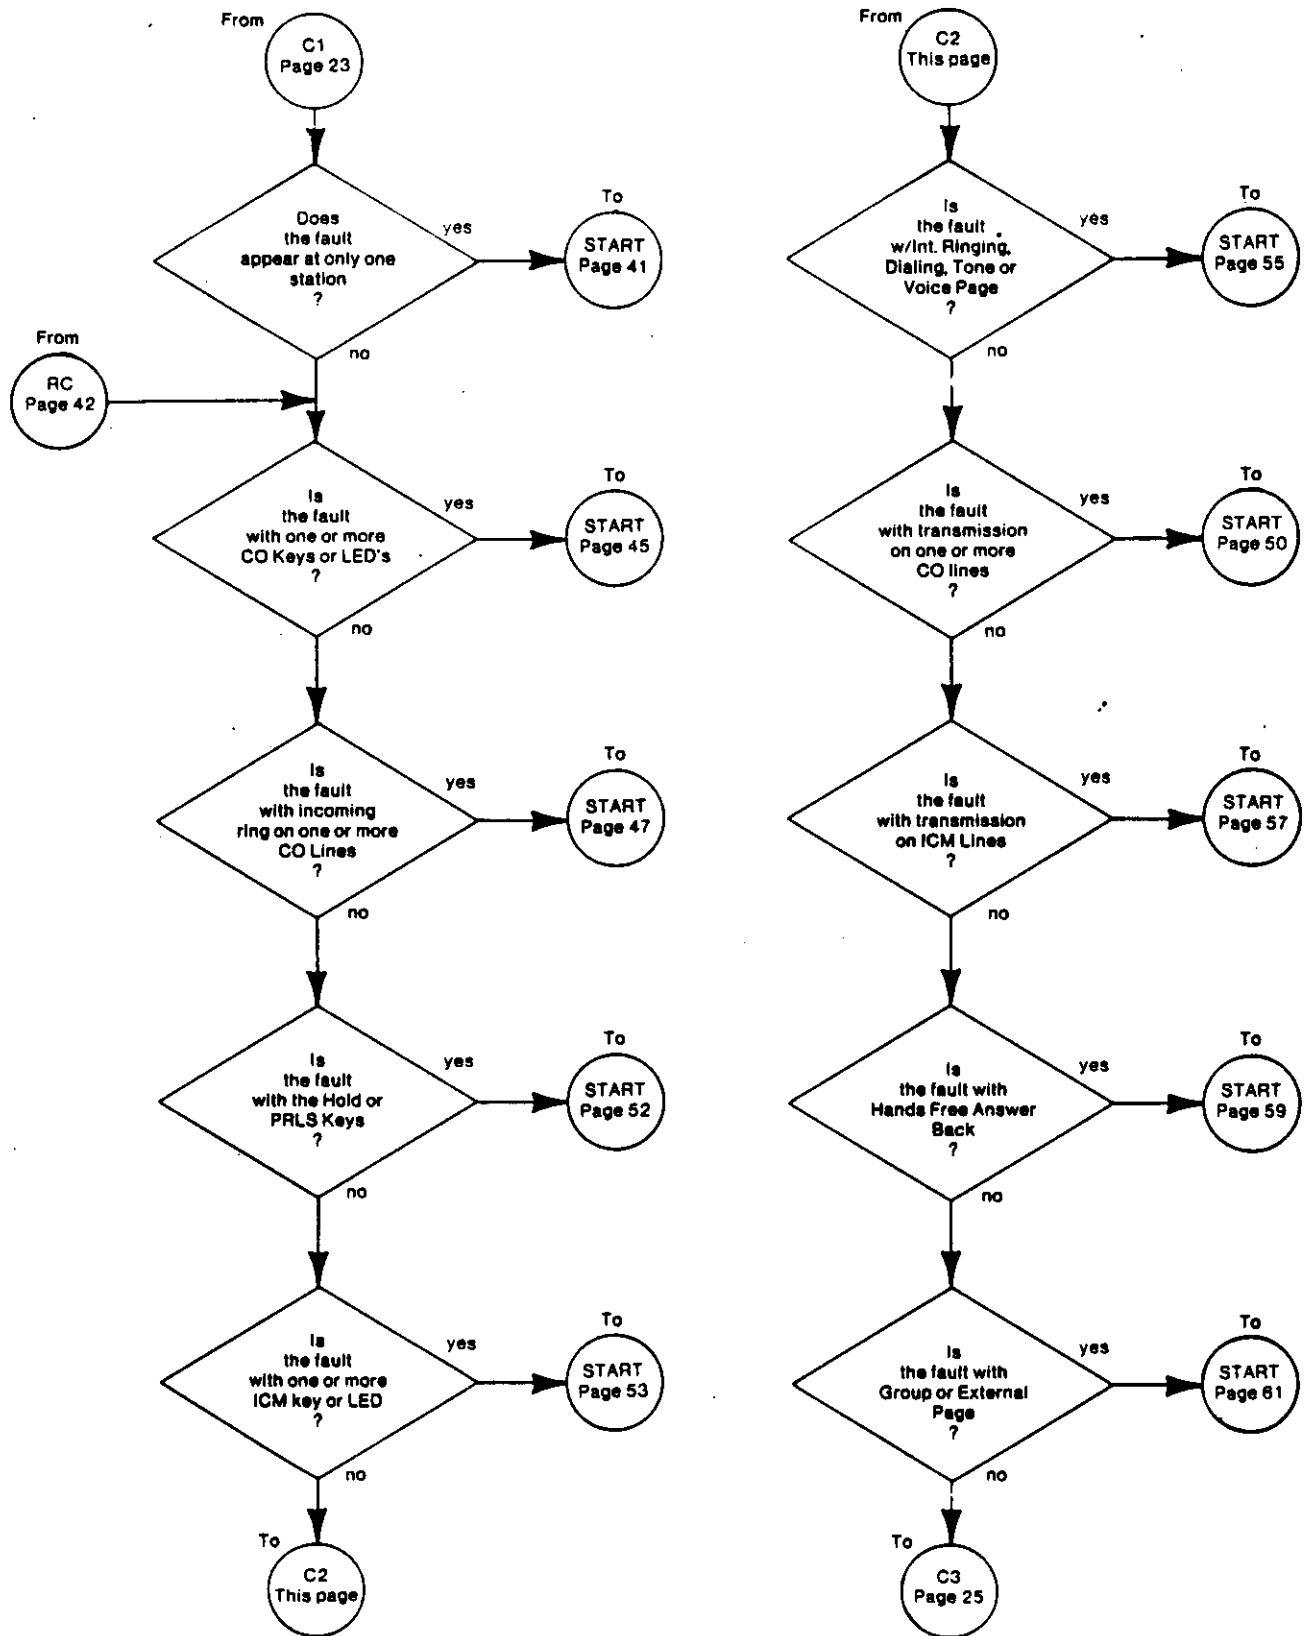 From
C1
Page 23
Does
the fault
appear at only one
station
?
yes
To
START
Page 41
no
From
RC
Page 42
Is
the fault
with one or more
CO Keys or LED's
?
yes
To
START
Page 45
no
Is
the fault
with incoming
ring on one or more
CO Lines
?
yes
To
START
Page 47
no
Is
the fault
with the Hold or
PRLS Keys
?
yes
To
START
Page 52
no
Is
the fault
with one or more
ICM key or LED
?
yes
To
START
Page 53
no
To
C2
This page
From
C2
This page
Is
the fault
w/Int. Ringing,
Dialing, Tone or
Voice Page
?
yes
To
START
Page 55
no
Is
the fault
with transmission
on one or more
CO lines
?
yes
To
START
Page 50
no
Is
the fault
with transmission
on ICM Lines
?
yes
To
START
Page 57
no
Is
the fault with
Hands Free Answer
Back
?
yes
To
START
Page 59
no
Is
the fault with
Group or External
Page
?
yes
To
START
Page 61
no
To
C3
Page 25